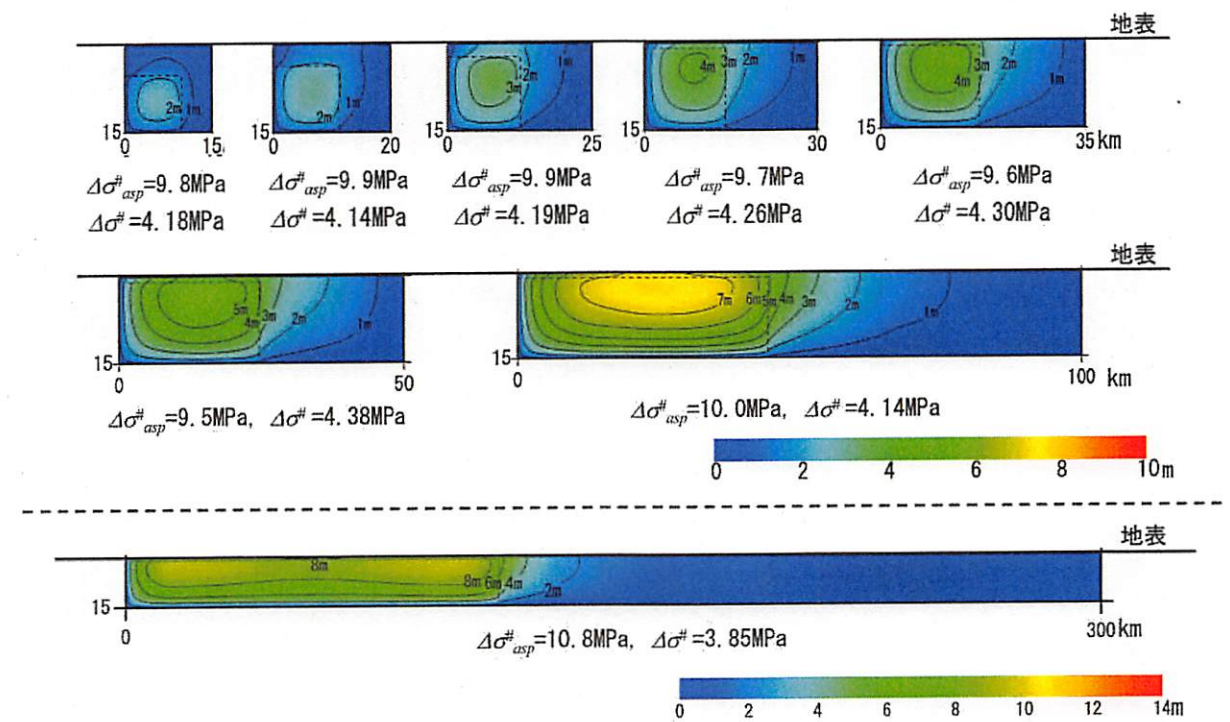 地表
2m 1m
2m 1m
3m 2m 1m
4m 3m 2m 1m
4m 3m 2m 1m
15 15 15 15 15
0 15 0 20 0 25 0 30 0 35km
Δσ#asp=9.8MPa Δσ#asp=9.9MPa Δσ#asp=9.9MPa Δσ#asp=9.7MPa Δσ#asp=9.6MPa
Δσ#=4.18MPa Δσ#=4.14MPa Δσ#=4.19MPa Δσ#=4.26MPa Δσ#=4.30MPa
地表
5m 4m 3m 2m 1m
7m 6m 5m 4m 3m 2m 1m
15 15
0 50 0 100 km
Δσ#asp=9.5MPa, Δσ#=4.38MPa Δσ#asp=10.0MPa, Δσ#=4.14MPa
0 2 4 6 8 10m
地表
8m 8m 6m 4m 2m
15
0 300km
Δσ#asp=10.8MPa, Δσ#=3.85MPa
0 2 4 6 8 10 12 14m